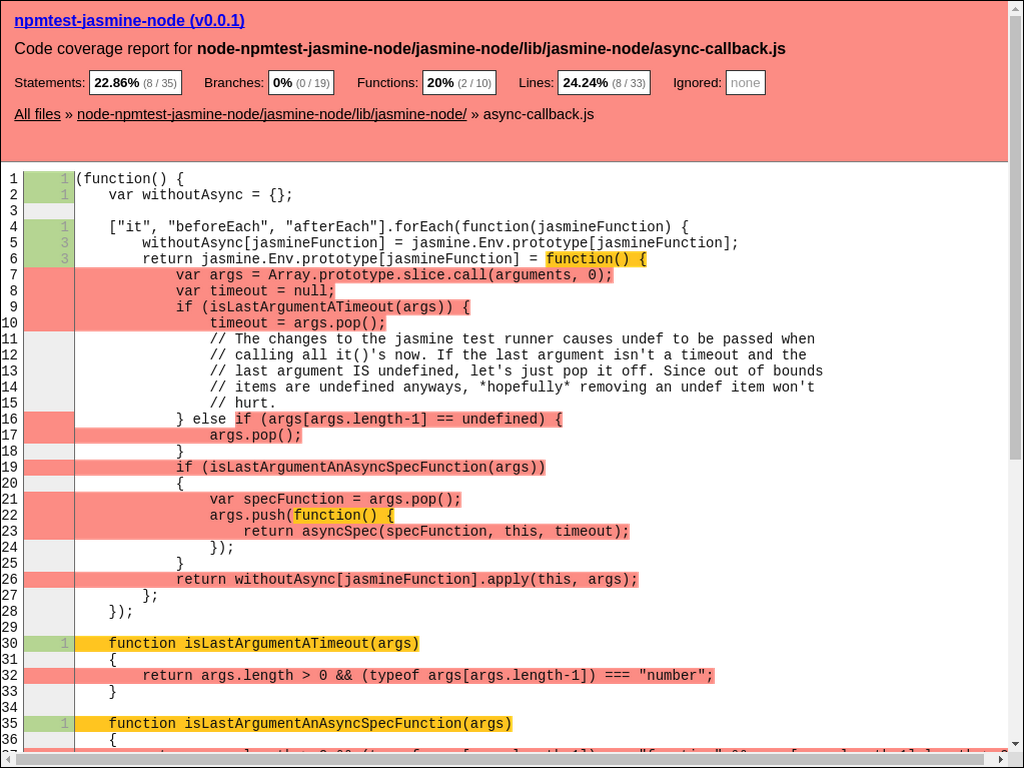 npmtest-jasmine-node (v0.0.1)
Code coverage report for node-npmtest-jasmine-node/jasmine-node/lib/jasmine-node/async-callback.js
Statements: 22.86% (8 / 35) Branches: 0% (0 / 19) Functions: 20% (2 / 10) Lines: 24.24% (8 / 33) Ignored: none
All files » node-npmtest-jasmine-node/jasmine-node/lib/jasmine-node/ » async-callback.js
1 1 (function() {
2 1     var withoutAsync = {};
3
4 1     ["it", "beforeEach", "afterEach"].forEach(function(jasmineFunction) {
5 3         withoutAsync[jasmineFunction] = jasmine.Env.prototype[jasmineFunction];
6 3         return jasmine.Env.prototype[jasmineFunction] = function() {
7             var args = Array.prototype.slice.call(arguments, 0);
8             var timeout = null;
9             if (isLastArgumentATimeout(args)) {
10                 timeout = args.pop();
11                 // The changes to the jasmine test runner causes undef to be passed when
12                 // calling all it()'s now. If the last argument isn't a timeout and the
13                 // last argument IS undefined, let's just pop it off. Since out of bounds
14                 // items are undefined anyways, *hopefully* removing an undef item won't
15                 // hurt.
16             } else if (args[args.length-1] == undefined) {
17                 args.pop();
18             }
19             if (isLastArgumentAnAsyncSpecFunction(args))
20             {
21                 var specFunction = args.pop();
22                 args.push(function() {
23                     return asyncSpec(specFunction, this, timeout);
24                 });
25             }
26             return withoutAsync[jasmineFunction].apply(this, args);
27         };
28     });
29
30 1     function isLastArgumentATimeout(args)
31     {
32         return args.length > 0 && (typeof args[args.length-1]) === "number";
33     }
34
35 1     function isLastArgumentAnAsyncSpecFunction(args)
36     {